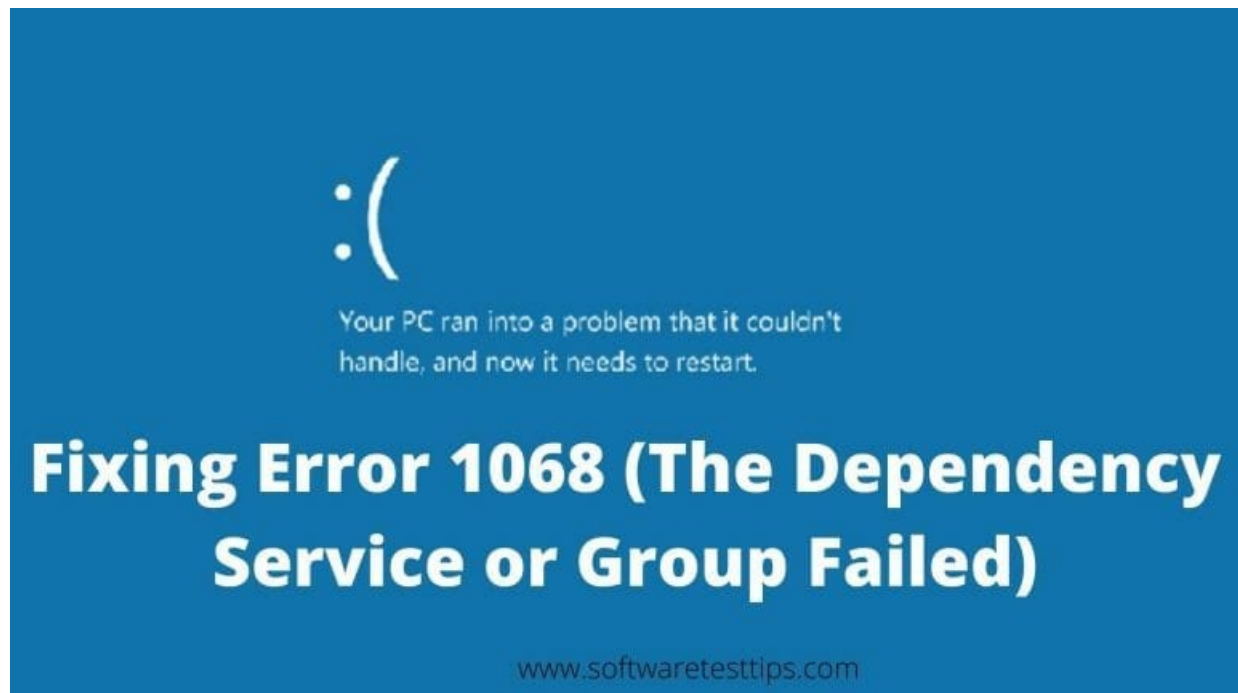 :(
Your PC ran into a problem that it couldn't
handle, and now it needs to restart.
Fixing Error 1068 (The Dependency
Service or Group Failed)
www.softwaretesttips.com